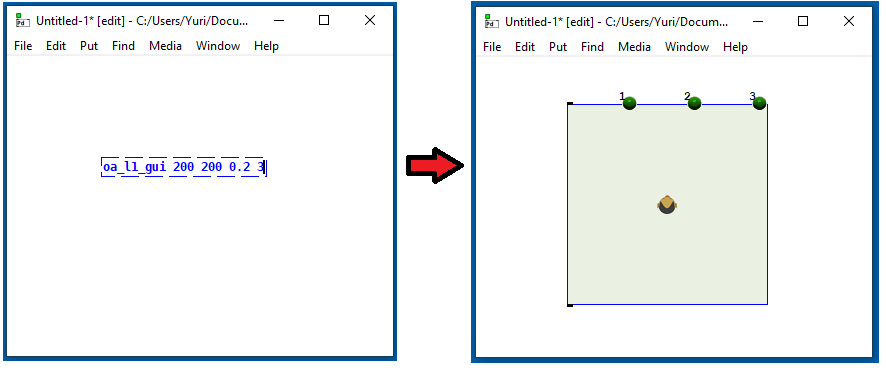 Untitled-1* [edit] - C:/Users/Yuri/Docu...
File Edit Put Find Media Window Help
oa_l1_gui 200 200 0.2 3
Untitled-1* [edit] - C:/Users/Yuri/Docum...
File Edit Put Find Media Window Help
1 2 3